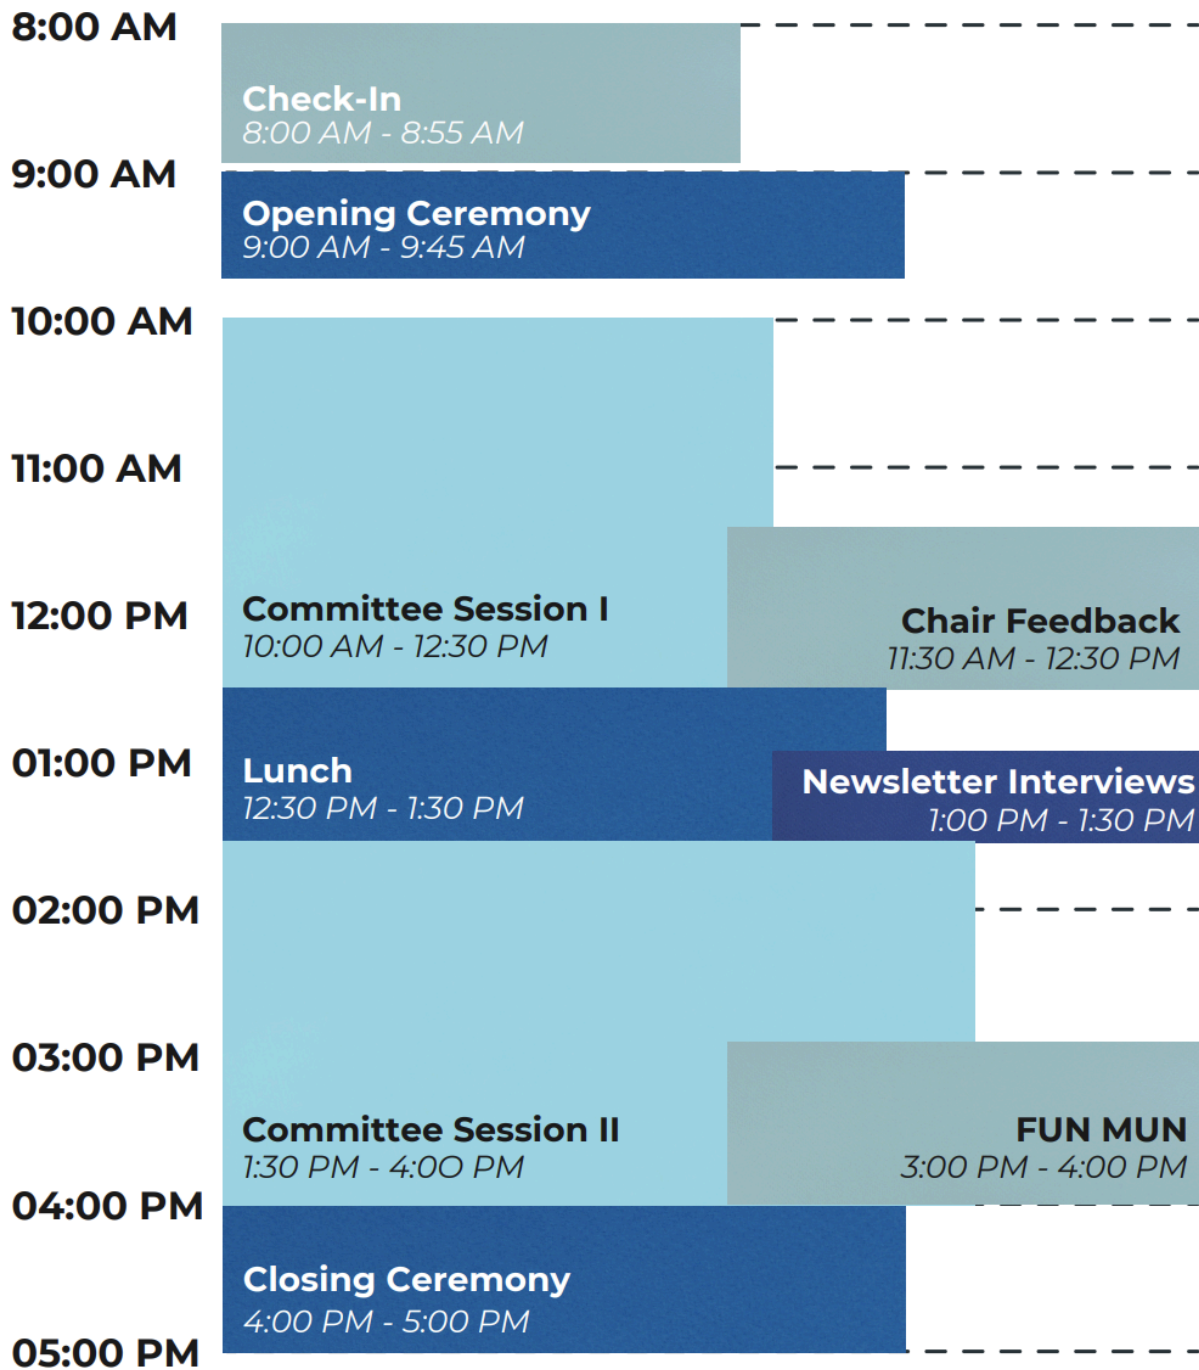 8:00 AM
Check-In
8:00 AM - 8:55 AM
9:00 AM
Opening Ceremony
9:00 AM - 9:45 AM
10:00 AM
11:00 AM
12:00 PM
Committee Session I
10:00 AM - 12:30 PM
Chair Feedback
11:30 AM - 12:30 PM
01:00 PM
Lunch
12:30 PM - 1:30 PM
Newsletter Interviews
1:00 PM - 1:30 PM
02:00 PM
03:00 PM
Committee Session II
1:30 PM - 4:0O PM
FUN MUN
3:00 PM - 4:00 PM
04:00 PM
Closing Ceremony
4:00 PM - 5:00 PM
05:00 PM